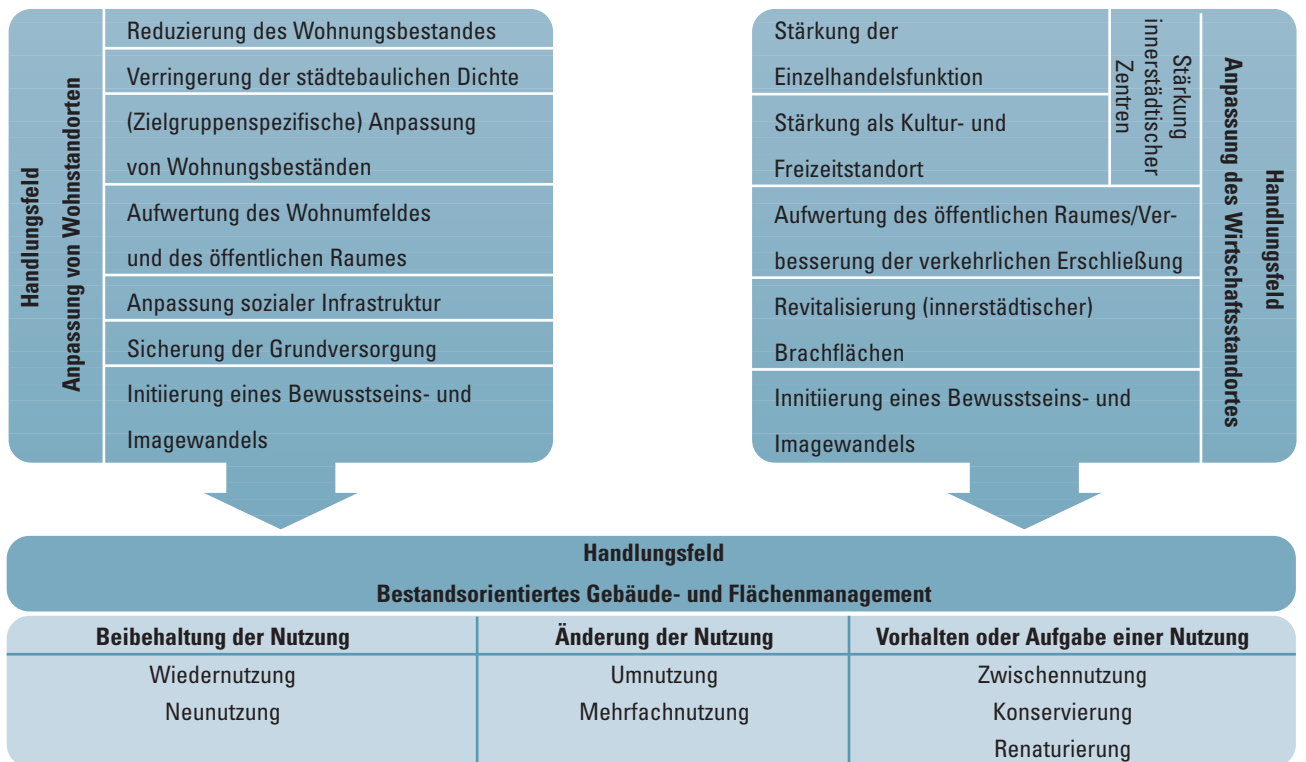 Handlungsfeld
Anpassung von Wohnstandorten
Reduzierung des Wohnungsbestandes
Verringerung der städtebaulichen Dichte
(Zielgruppenspezifische) Anpassung
von Wohnungsbeständen
Aufwertung des Wohnumfeldes
und des öffentlichen Raumes
Anpassung sozialer Infrastruktur
Sicherung der Grundversorgung
Initiierung eines Bewusstseins- und
Imagewandels
Handlungsfeld
Anpassung des Wirtschaftsstandortes
Stärkung
innerstädtischer
Zentren
Stärkung der
Einzelhandelsfunktion
Stärkung als Kultur- und
Freizeitstandort
Aufwertung des öffentlichen Raumes/Ver-
besserung der verkehrlichen Erschließung
Revitalisierung (innerstädtischer)
Brachflächen
Innitiierung eines Bewusstseins- und
Imagewandels
Handlungsfeld
Bestandsorientiertes Gebäude- und Flächenmanagement
Beibehaltung der Nutzung
Wiedernutzung
Neunutzung
Änderung der Nutzung
Umnutzung
Mehrfachnutzung
Vorhalten oder Aufgabe einer Nutzung
Zwischennutzung
Konservierung
Renaturierung